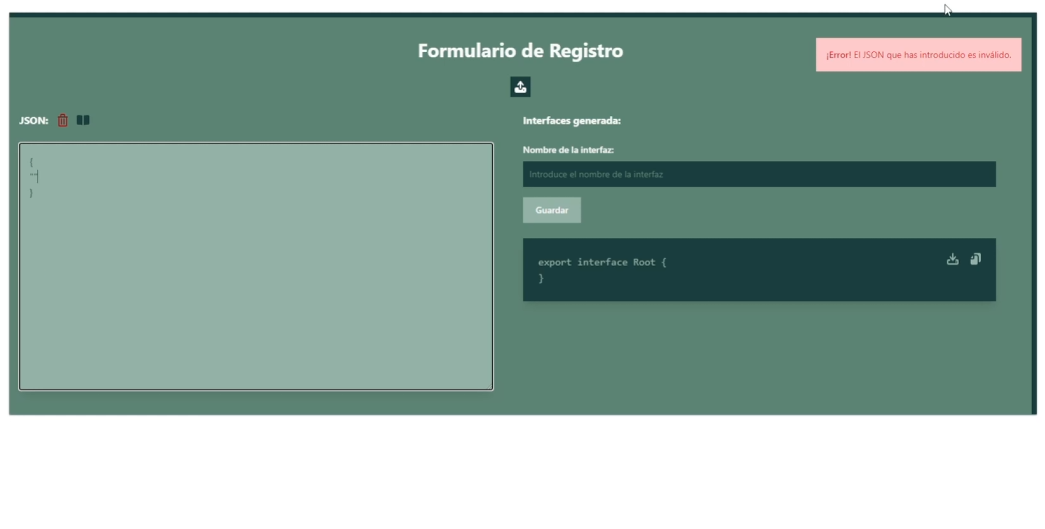 Formulario de Registro
¡Error! El JSON que has introducido es inválido.
JSON:
{
""
}
Interfaces generada:
Nombre de la interfaz:
Introduce el nombre de la interfaz
Guardar
export interface Root {
}